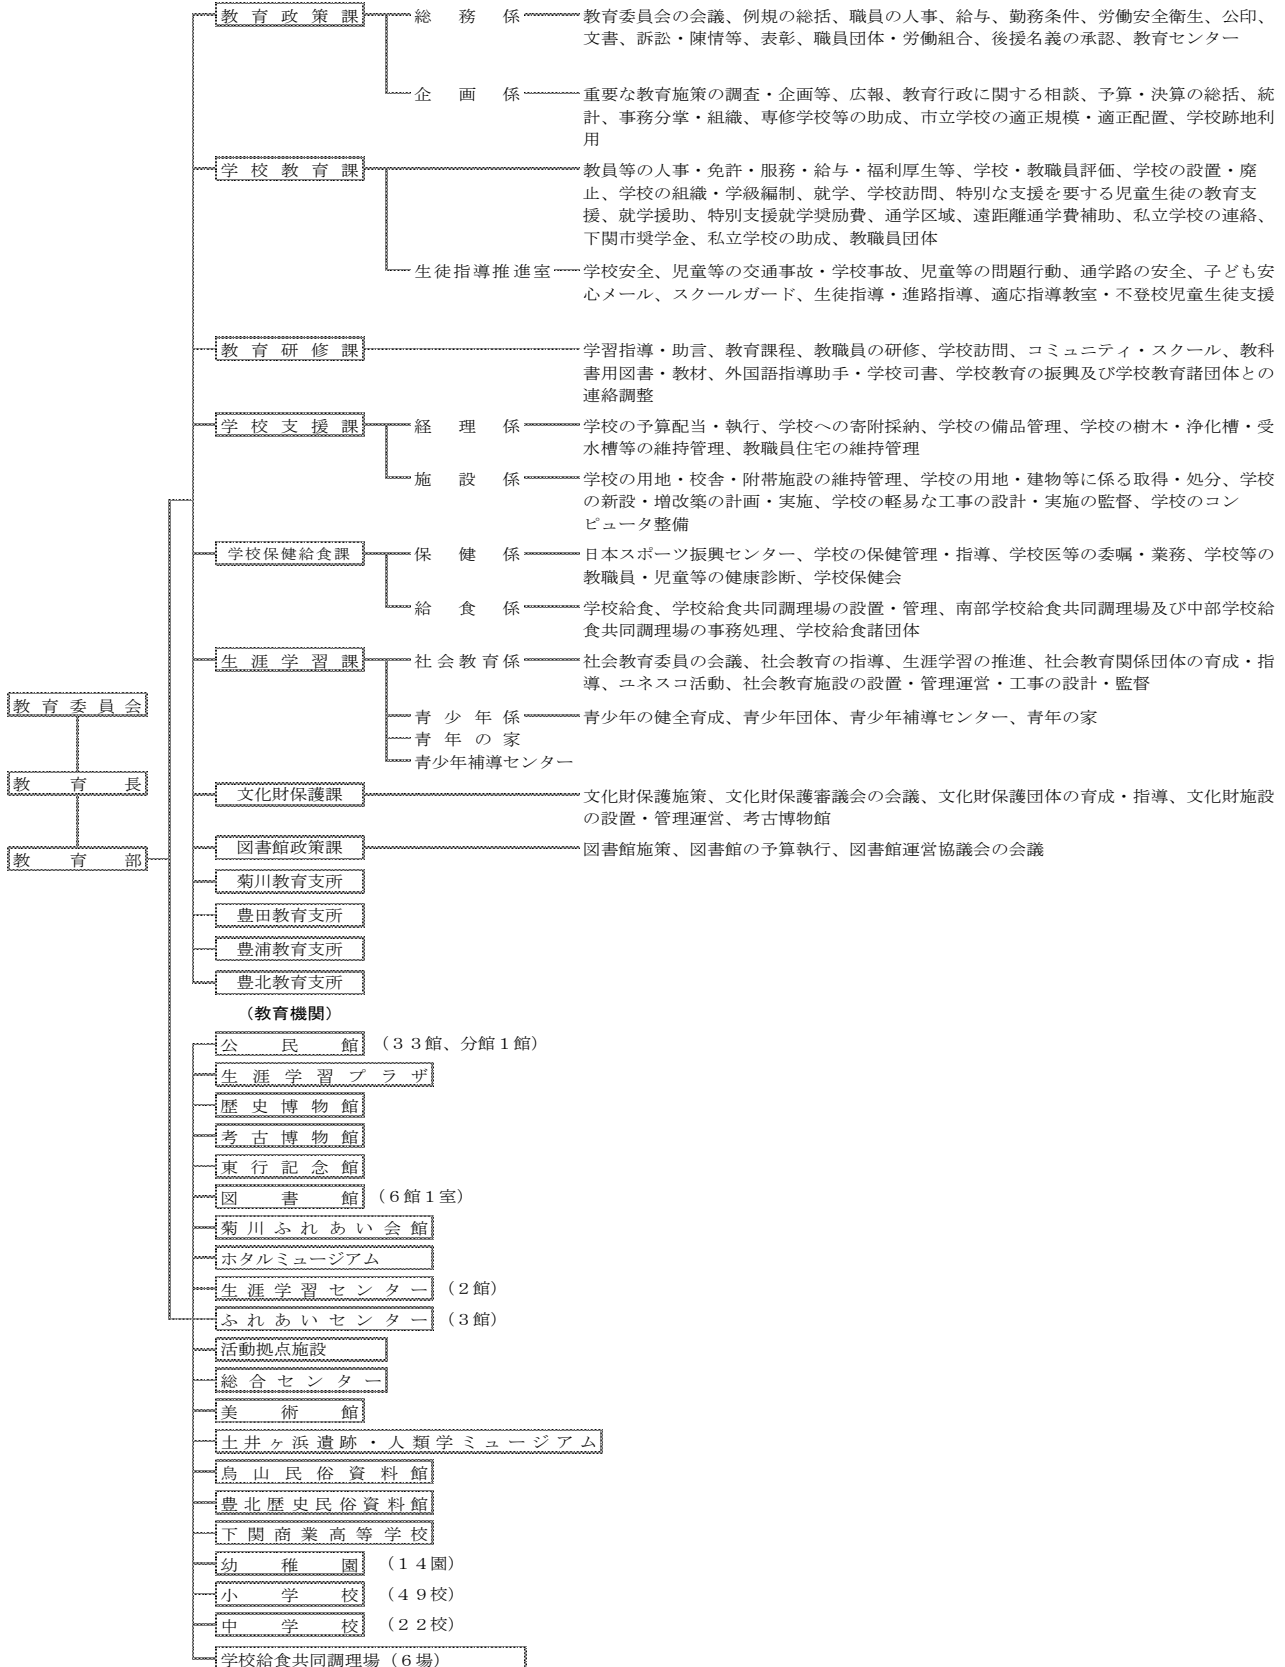 教育政策課
総務係
教育委員会の会議、例規の総括、職員の人事、給与、勤務条件、労働安全衛生、公印、
文書、訴訟・陳情等、表彰、職員団体・労働組合、後援名義の承認、教育センター
企画係
重要な教育施策の調査・企画等、広報、教育行政に関する相談、予算・決算の総括、統
計、事務分掌・組織、専修学校等の助成、市立学校の適正規模・適正配置、学校跡地利
用
学校教育課
教員等の人事・免許・服務・給与・福利厚生等、学校・教職員評価、学校の設置・廃
止、学校の組織・学級編制、就学、学校訪問、特別な支援を要する児童生徒の教育支
援、就学援助、特別支援就学奨励費、通学区域、遠距離通学費補助、私立学校の連絡、
下関市奨学金、私立学校の助成、教職員団体
生徒指導推進室
学校安全、児童等の交通事故・学校事故、児童等の問題行動、通学路の安全、子ども安
心メール、スクールガード、生徒指導・進路指導、適応指導教室・不登校児童生徒支援
教育研修課
学習指導・助言、教育課程、教職員の研修、学校訪問、コミュニティ・スクール、教科
書用図書・教材、外国語指導助手・学校司書、学校教育の振興及び学校教育諸団体との
連絡調整
学校支援課
経理係
学校の予算配当・執行、学校への寄附採納、学校の備品管理、学校の樹木・浄化槽・受
水槽等の維持管理、教職員住宅の維持管理
施設係
学校の用地・校舎・附帯施設の維持管理、学校の用地・建物等に係る取得・処分、学校
の新設・増改築の計画・実施、学校の軽易な工事の設計・実施の監督、学校のコン
ピュータ整備
学校保健給食課
保健係
日本スポーツ振興センター、学校の保健管理・指導、学校医等の委嘱・業務、学校等の
教職員・児童等の健康診断、学校保健会
給食係
学校給食、学校給食共同調理場の設置・管理、南部学校給食共同調理場及び中部学校給
食共同調理場の事務処理、学校給食諸団体
生涯学習課
社会教育係
社会教育委員の会議、社会教育の指導、生涯学習の推進、社会教育関係団体の育成・指
導、ユネスコ活動、社会教育施設の設置・管理運営・工事の設計・監督
教育委員会
青少年係
青少年の健全育成、青少年団体、青少年補導センター、青年の家
青年の家
青少年補導センター
教育長
文化財保護課
文化財保護施策、文化財保護審議会の会議、文化財保護団体の育成・指導、文化財施設
の設置・管理運営、考古博物館
教育部
図書館政策課
図書館施策、図書館の予算執行、図書館運営協議会の会議
菊川教育支所
豊田教育支所
豊浦教育支所
豊北教育支所
(教育機関)
公民館 (33館、分館1館)
生涯学習プラザ
歴史博物館
考古博物館
東行記念館
図書館 (6館1室)
菊川ふれあい会館
ホタルミュージアム
生涯学習センター (2館)
ふれあいセンター (3館)
活動拠点施設
総合センター
美術館
土井ヶ浜遺跡・人類学ミュージアム
烏山民俗資料館
豊北歴史民俗資料館
下関商業高等学校
幼稚園 (14園)
小学校 (49校)
中学校 (22校)
学校給食共同調理場(6場)